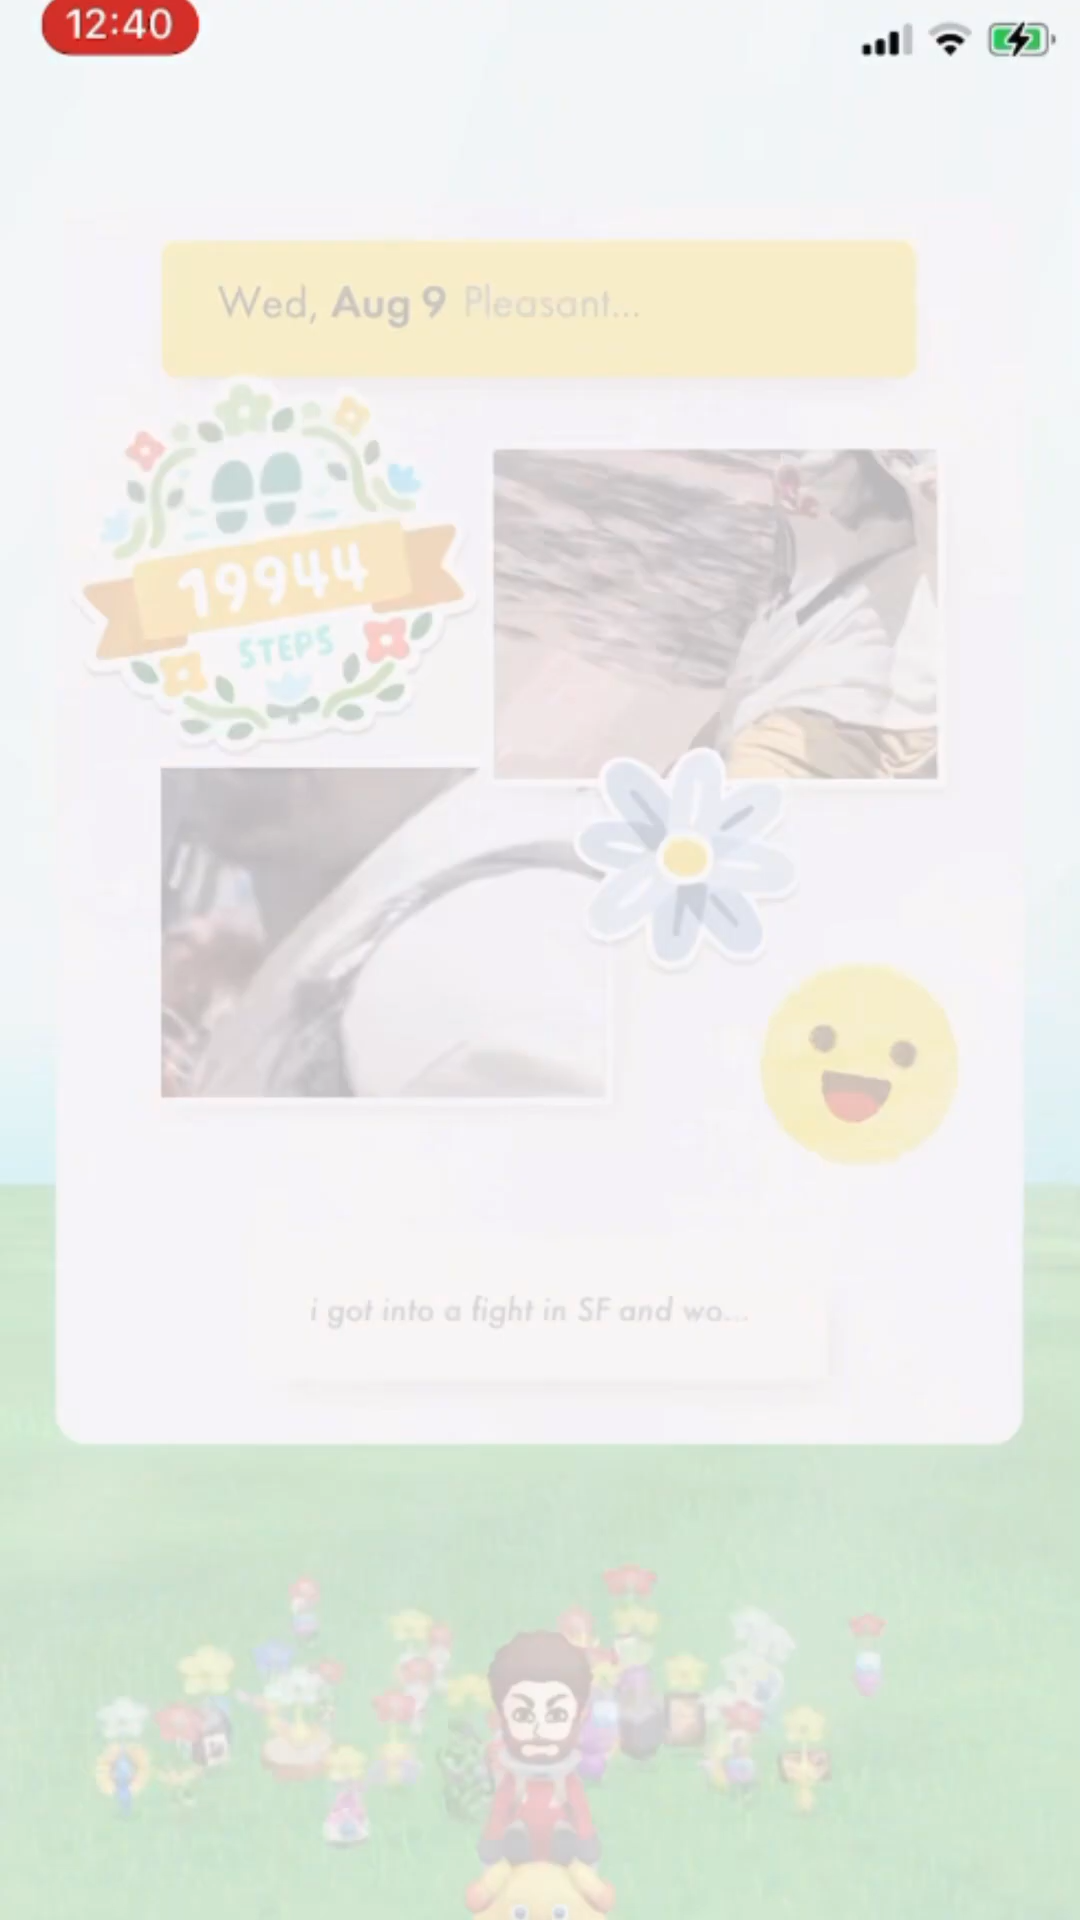 12:40
Wed, Aug 9 Pleasant...
19944
STEPS
i got into a fight in SF and wo...